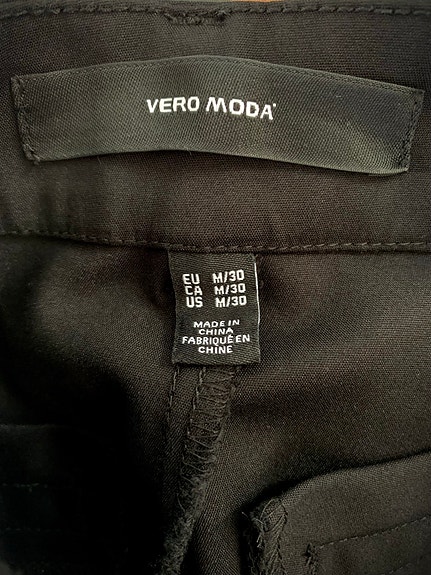 VERO MODA
EU M/30
CA M/30
US M/30
MADE IN
CHINA
FABRIQUÉ EN
CHINE